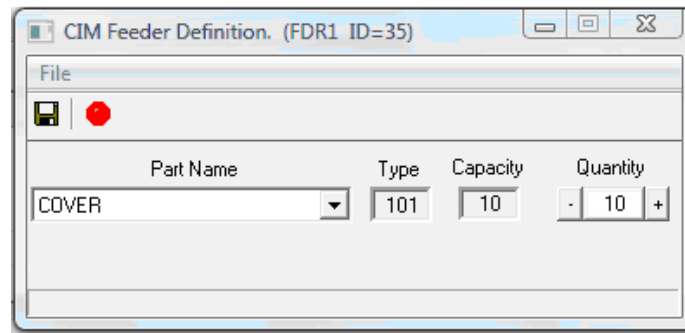 CIM Feeder Definition. (FDR1 ID=35)
File
Part Name Type Capacity Quantity
COVER 101 10 - 10 +